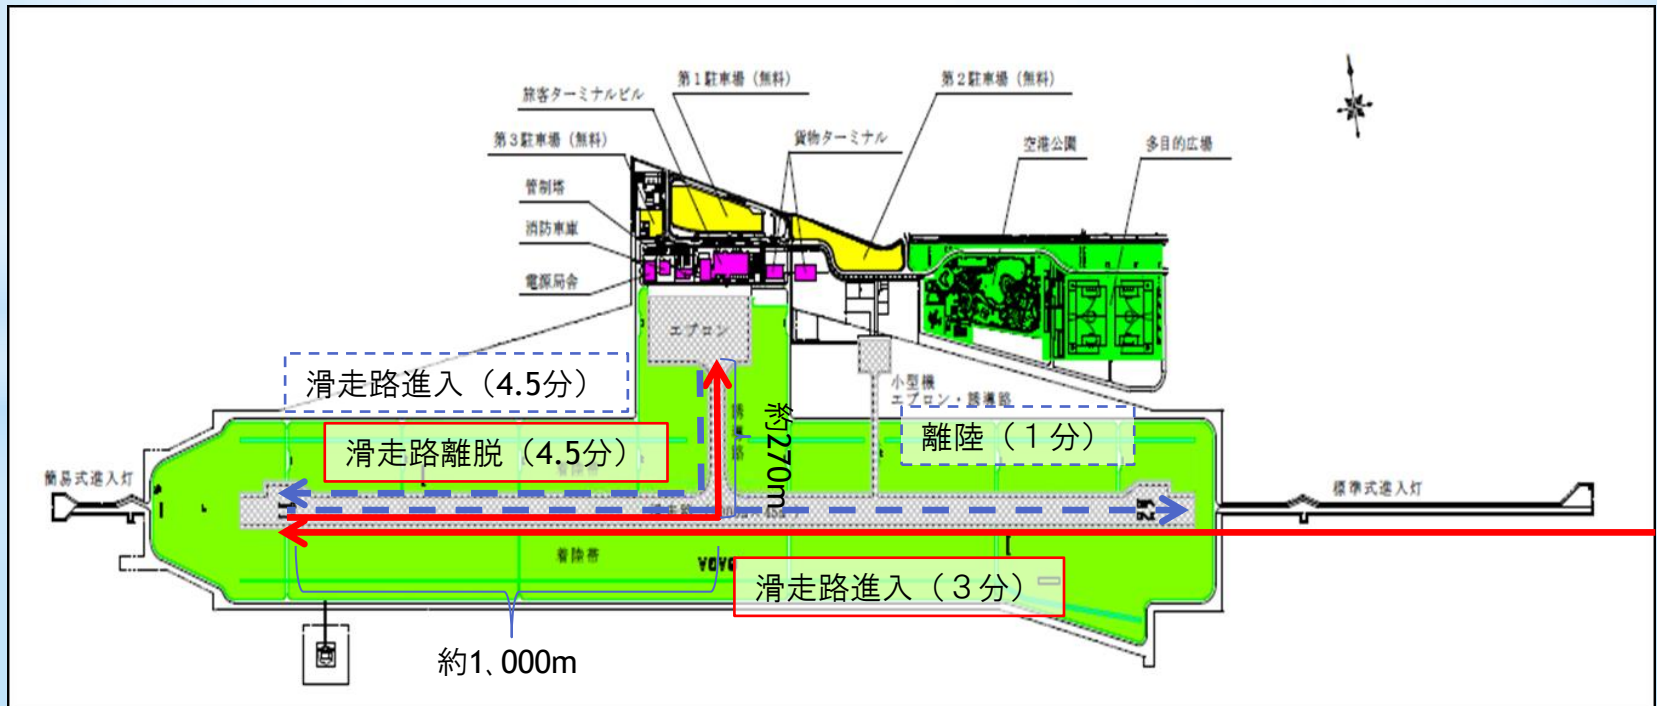 第1駐車場（無料）
第2駐車場（無料）
旅客ターミナルビル
第3駐車場（無料）
貨物ターミナル
空港公園
多目的広場
管制塔
消防車庫
電源局舎
エプロン
滑走路進入（4.5分）
小型機
エプロン・誘導路
誘導路
約270m
離陸（１分）
滑走路離脱（4.5分）
簡易式進入灯
標準式進入灯
着陸帯
滑走路進入（３分）
約1、000m